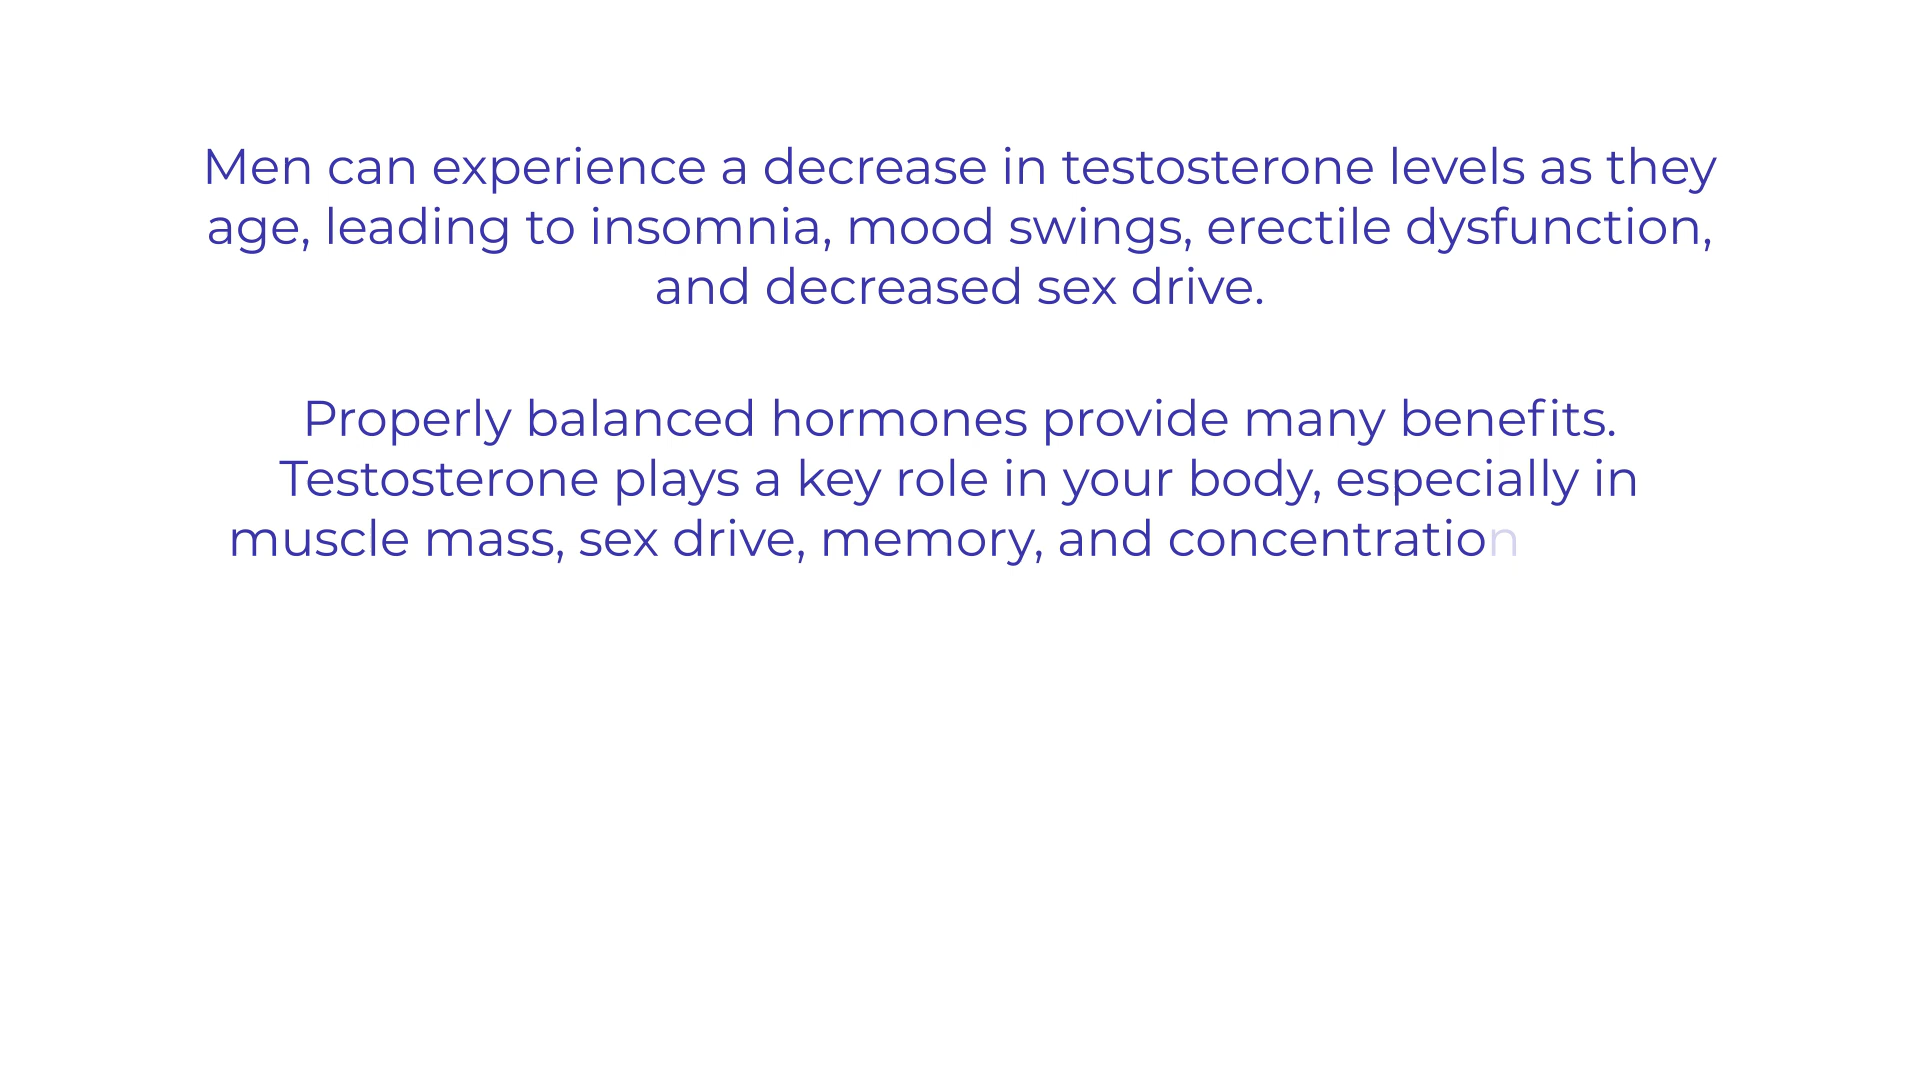 Men can experience a decrease in testosterone levels as they
age, leading to insomnia, mood swings, erectile dysfunction,
and decreased sex drive.
Properly balanced hormones provide many benefits.
Testosterone plays a key role in your body, especially in
muscle mass, sex drive, memory, and concentration